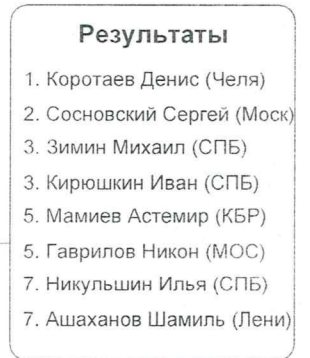 Результаты
1. Коротаев Денис (Челя)
2. Сосновский Сергей (Моск)
3. Зимин Михаил (СПБ)
3. Кирюшкин Иван (СПБ)
5. Мамиев Астемир (КБР)
5. Гаврилов Никон (МОС)
7. Никульшин Илья (СПБ)
7. Ашаханов Шамиль (Лени)